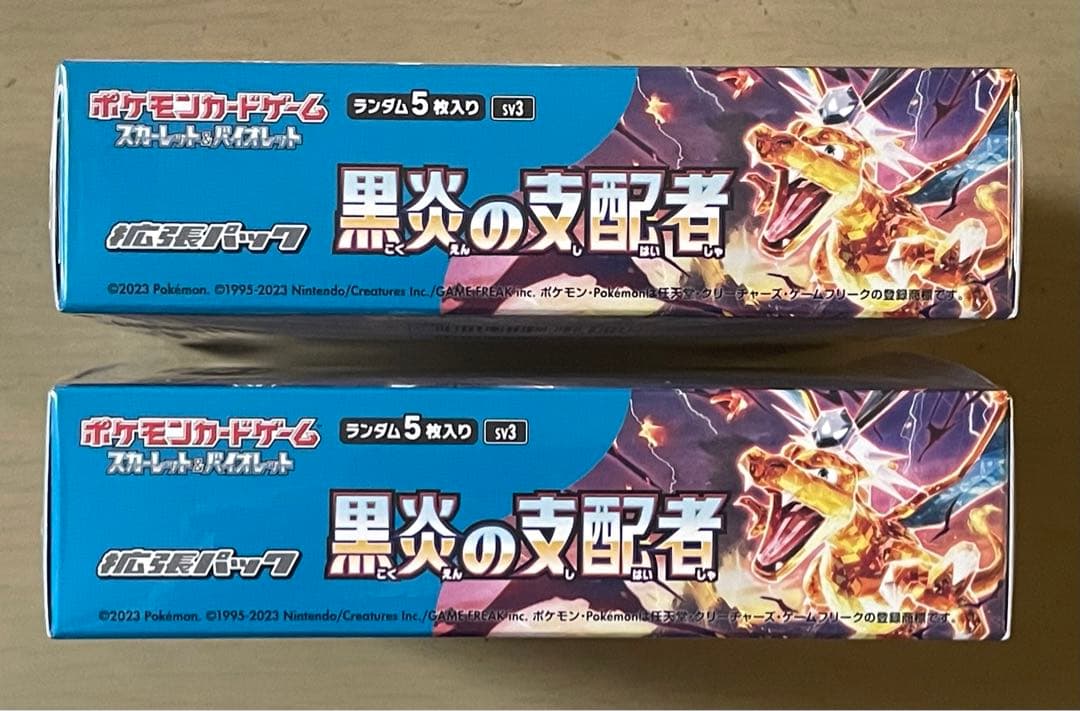 ポケモンカードゲーム
スカーレット&バイオレット
ランダム5枚入り sv3
黒炎の支配者
こくえん しはいしゃ
拡張パック
©2023 Pokémon. ©1995-2023 Nintendo/Creatures Inc./GAME FREAK inc. ポケモン・Pokémonは任天堂・クリーチャーズ・ゲームフリークの登録商標です。
ポケモンカードゲーム
スカーレット&バイオレット
ランダム5枚入り sv3
黒炎の支配者
こくえん しはいしゃ
拡張パック
©2023 Pokémon. ©1995-2023 Nintendo/Creatures Inc./GAME FREAK inc. ポケモン・Pokémonは任天堂・クリーチャーズ・ゲームフリークの登録商標です。